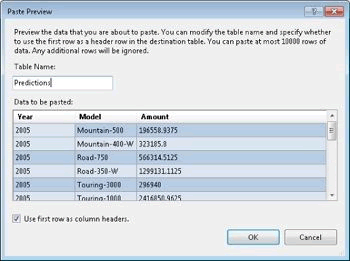 Paste Preview
Preview the data that you are about to paste. You can modify the table name and specify whether
to use the first row as a header row in the destination table. You can paste at most 10000 rows of
data. Any additional rows will be ignored.
Table Name:
Predictions
Data to be pasted:
Year Model Amount
2005 Mountain-500 196558.9375
2005 Mountain-400-W 323185.8
2005 Road-750 566314.5125
2005 Road-350-W 1299131.1125
2005 Touring-3000 296940
2005 Touring-1000 2416850.9625
Use first row as column headers.
OK Cancel